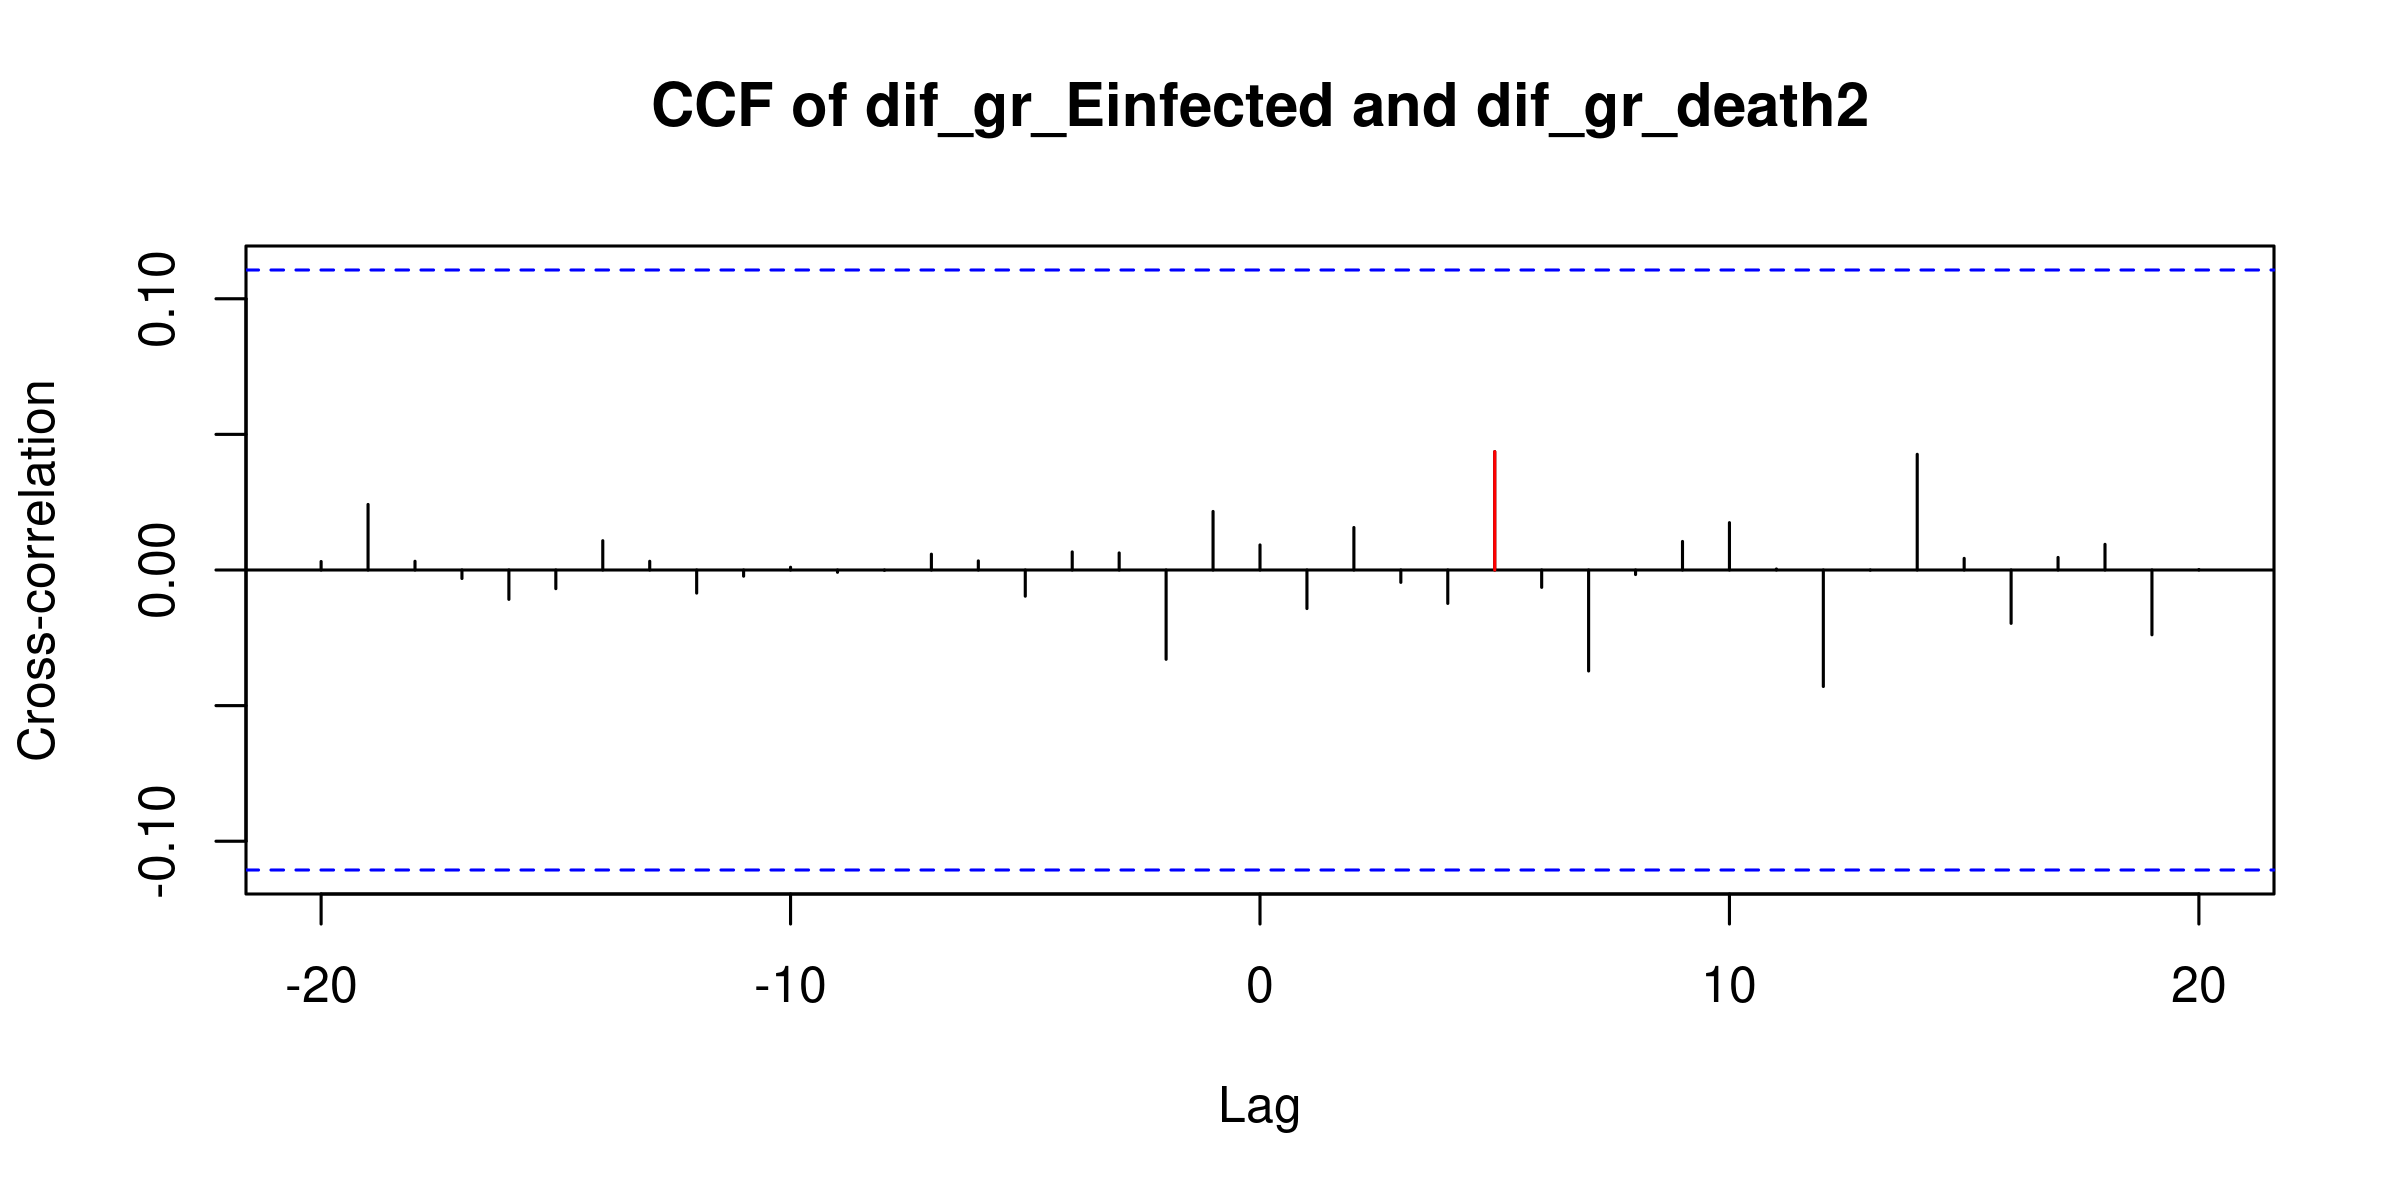 CCF of dif_gr_Einfected and dif_gr_death2
Cross-correlation
0.10
0.00
-0.10
-20
-10
0
10
20
Lag